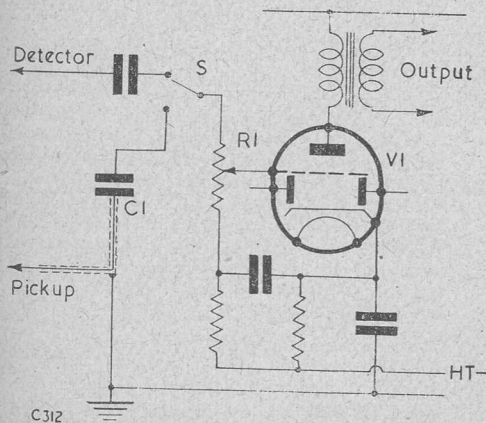 Detector
S
Output
R1
V1
C1
Pickup
HT-
C312